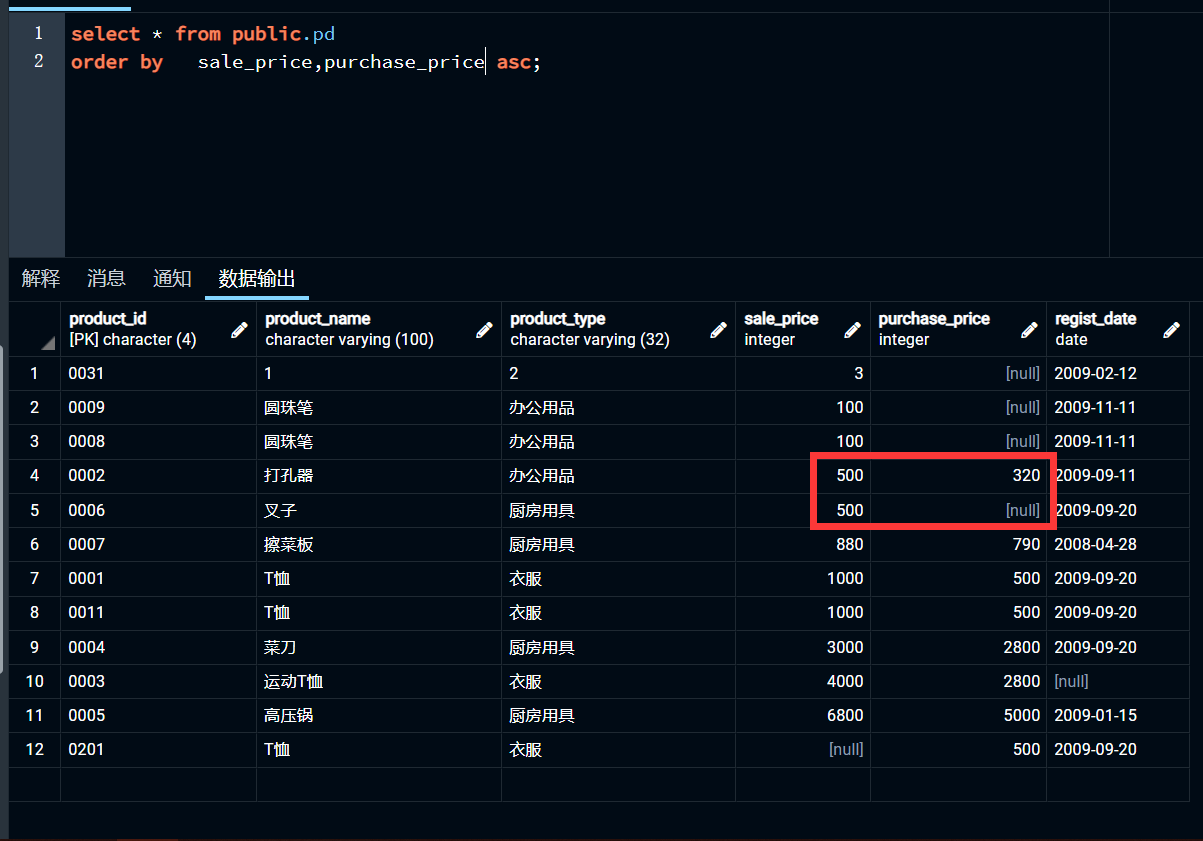 1 select * from public.pd
2 order by sale_price,purchase_price asc;
解释 消息 通知 数据输出
product_id product_name product_type sale_price purchase_price regist_date
[PK] character (4) character varying (100) character varying (32) integer integer date
1 0031 1 2 3 [null] 2009-02-12
2 0009 圆珠笔 办公用品 100 [null] 2009-11-11
3 0008 圆珠笔 办公用品 100 [null] 2009-11-11
4 0002 打孔器 办公用品 500 320 2009-09-11
5 0006 叉子 厨房用具 500 [null] 2009-09-20
6 0007 擦菜板 厨房用具 880 790 2008-04-28
7 0001 T恤 衣服 1000 500 2009-09-20
8 0011 T恤 衣服 1000 500 2009-09-20
9 0004 菜刀 厨房用具 3000 2800 2009-09-20
10 0003 运动T恤 衣服 4000 2800 [null]
11 0005 高压锅 厨房用具 6800 5000 2009-01-15
12 0201 T恤 衣服 [null] 500 2009-09-20